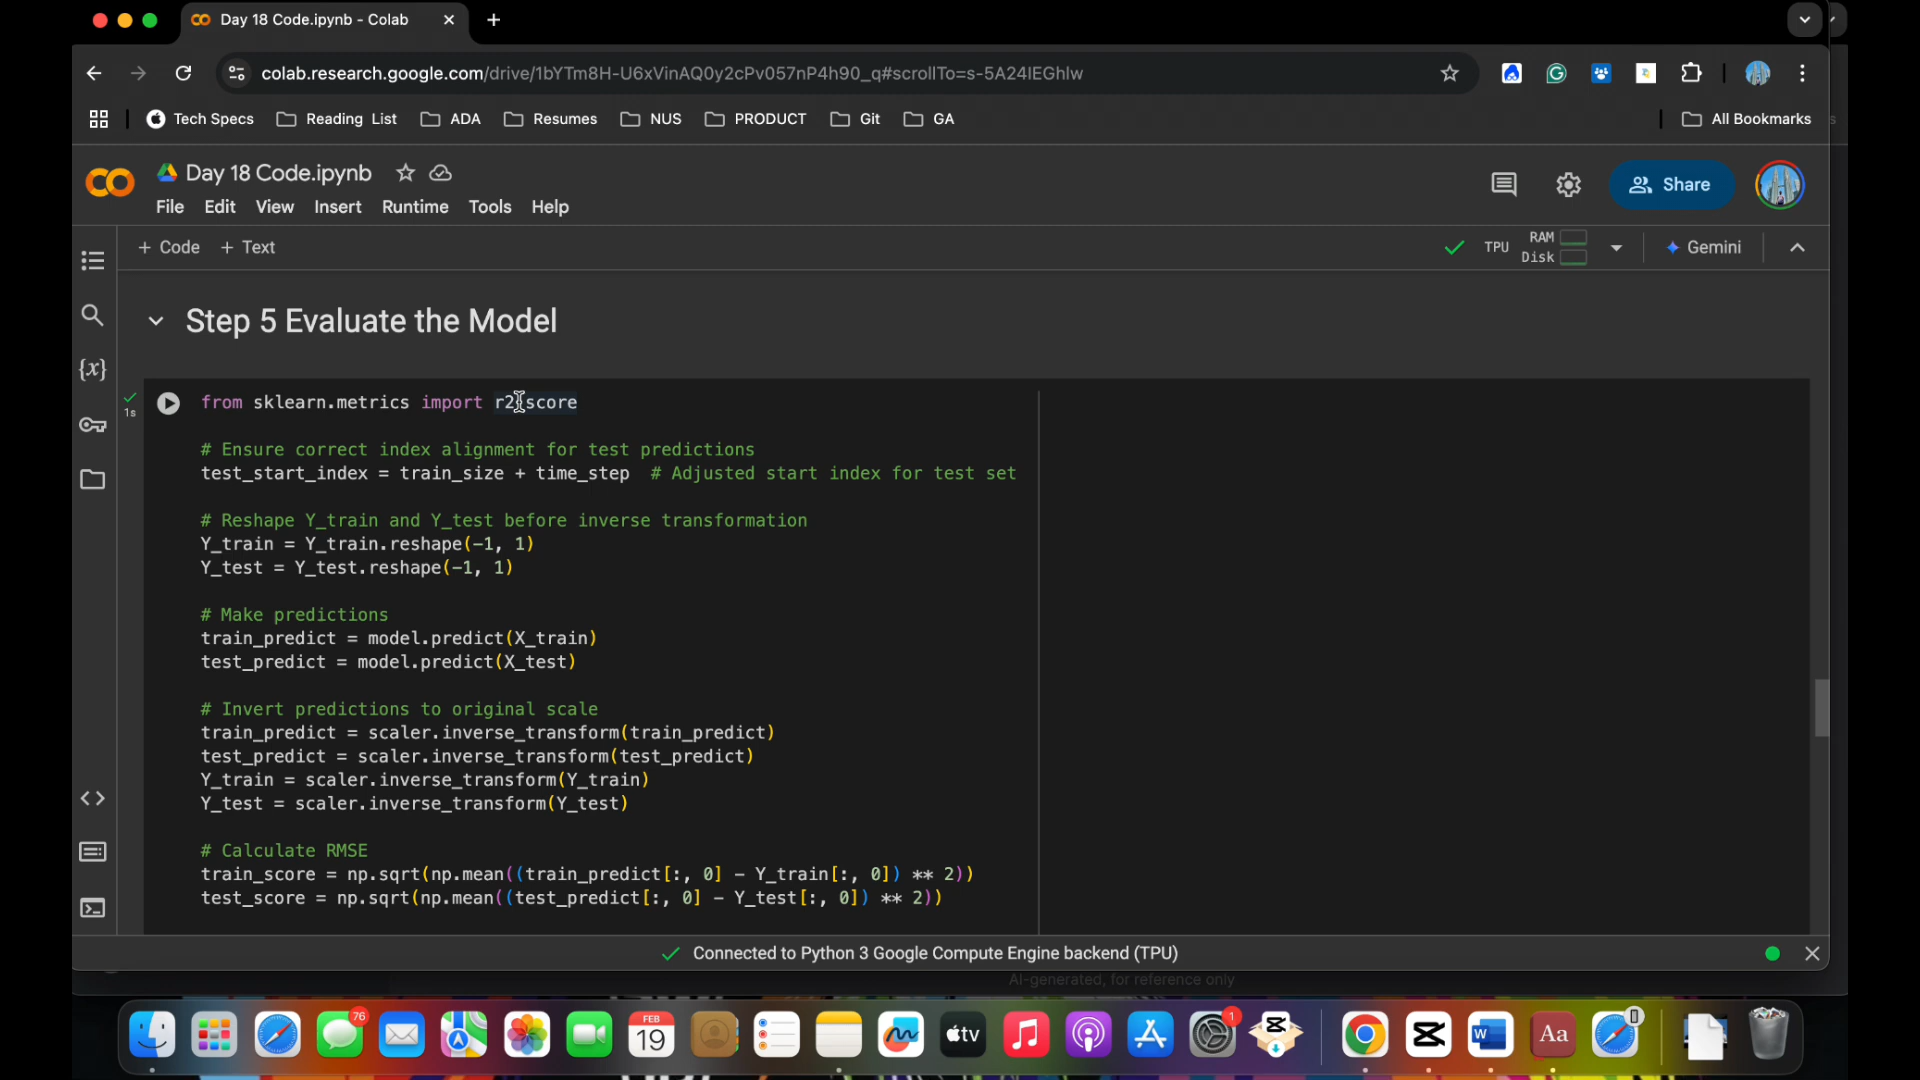 Day 18 Code.ipynb - Colab
colab.research.google.com/drive/1bYTm8H-U6xVinAQ0y2cPv057nP4h90_q#scrollTo=s-5A24IEGhlw
Tech Specs Reading List ADA Resumes NUS PRODUCT Git GA All Bookmarks
Day 18 Code.ipynb
Share
File Edit View Insert Runtime Tools Help
+ Code + Text
TPU RAM Disk Gemini
Step 5 Evaluate the Model
1s
from sklearn.metrics import r2_score
# Ensure correct index alignment for test predictions
test_start_index = train_size + time_step # Adjusted start index for test set
# Reshape Y_train and Y_test before inverse transformation
Y_train = Y_train.reshape(-1, 1)
Y_test = Y_test.reshape(-1, 1)
# Make predictions
train_predict = model.predict(X_train)
test_predict = model.predict(X_test)
# Invert predictions to original scale
train_predict = scaler.inverse_transform(train_predict)
test_predict = scaler.inverse_transform(test_predict)
Y_train = scaler.inverse_transform(Y_train)
Y_test = scaler.inverse_transform(Y_test)
# Calculate RMSE
train_score = np.sqrt(np.mean((train_predict[:, 0] - Y_train[:, 0]) ** 2))
test_score = np.sqrt(np.mean((test_predict[:, 0] - Y_test[:, 0]) ** 2))
Connected to Python 3 Google Compute Engine backend (TPU)
AI-generated, for reference only
76
FEB
19
tv
1
Aa